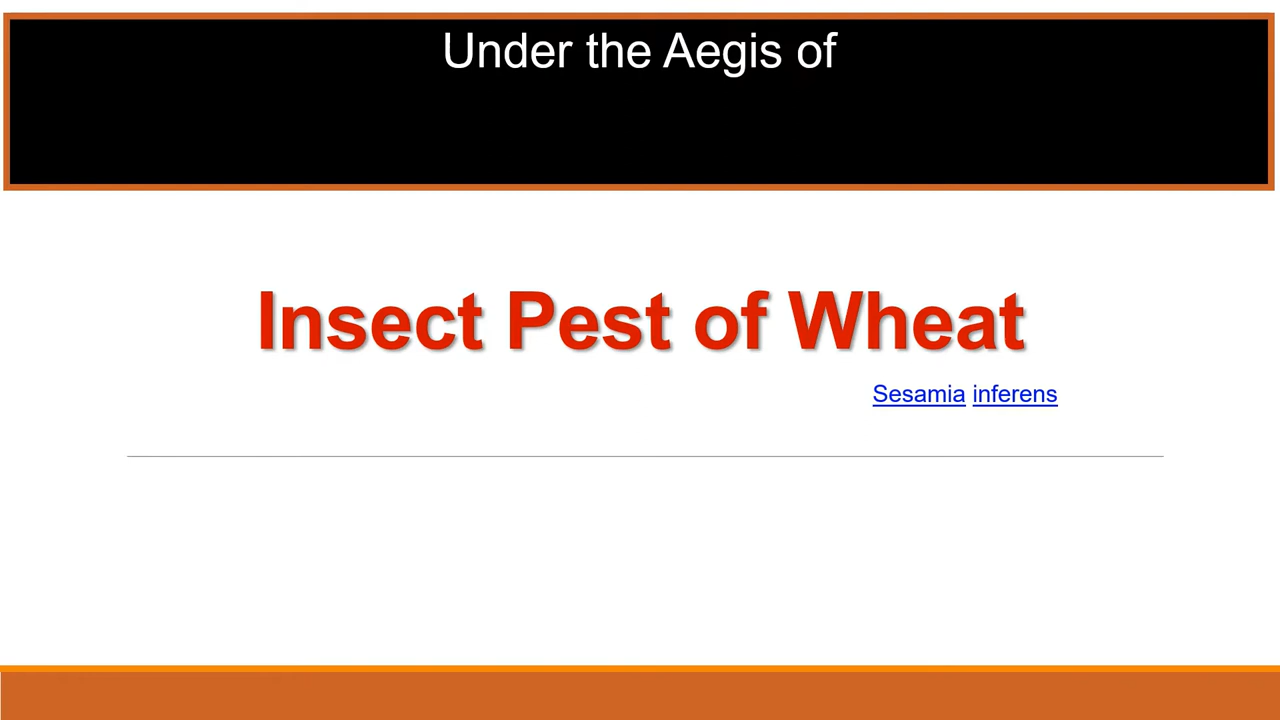 Under the Aegis of
Insect Pest of Wheat
Sesamia inferens